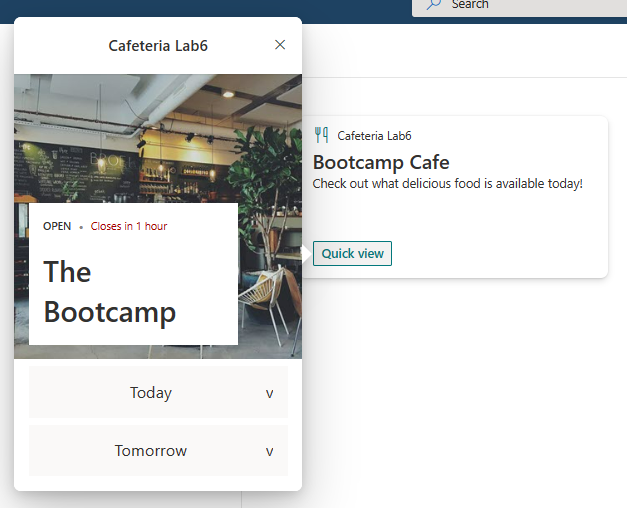 Search
Cafeteria Lab6
OPEN • Closes in 1 hour
The
Bootcamp
Today v
Tomorrow v
Cafeteria Lab6
Bootcamp Cafe
Check out what delicious food is available today!
Quick view